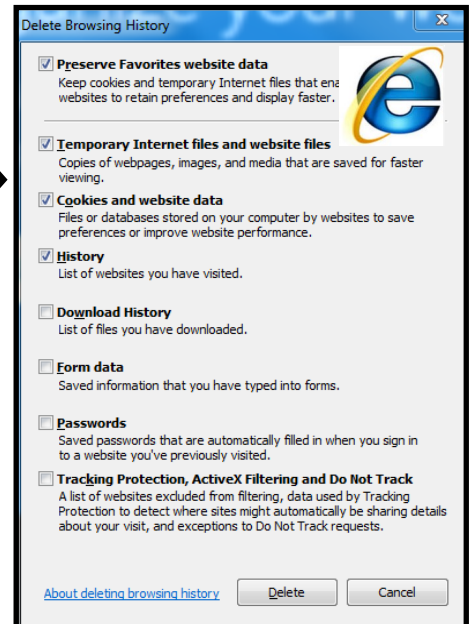 Delete Browsing History
X
Preserve Favorites website data
Keep cookies and temporary Internet files that
websites to retain preferences and display faster.
Temporary Internet files and website files
Copies of webpages, images, and media that are saved for faster
viewing.
Cookies and website data
Files or databases stored on your computer by websites to save
preferences or improve website performance.
History
List of websites you have visited.
Download History
List of files you have downloaded.
Form data
Saved information that you have typed into forms.
Passwords
Saved passwords that are automatically filled in when you sign in
to a website you've previously visited.
Tracking Protection, ActiveX Filtering and Do Not Track
A list of websites excluded from filtering, data used by Tracking
Protection to detect where sites might automatically be sharing details
about your visit, and exceptions to Do Not Track requests.
About deleting browsing history
Delete
Cancel